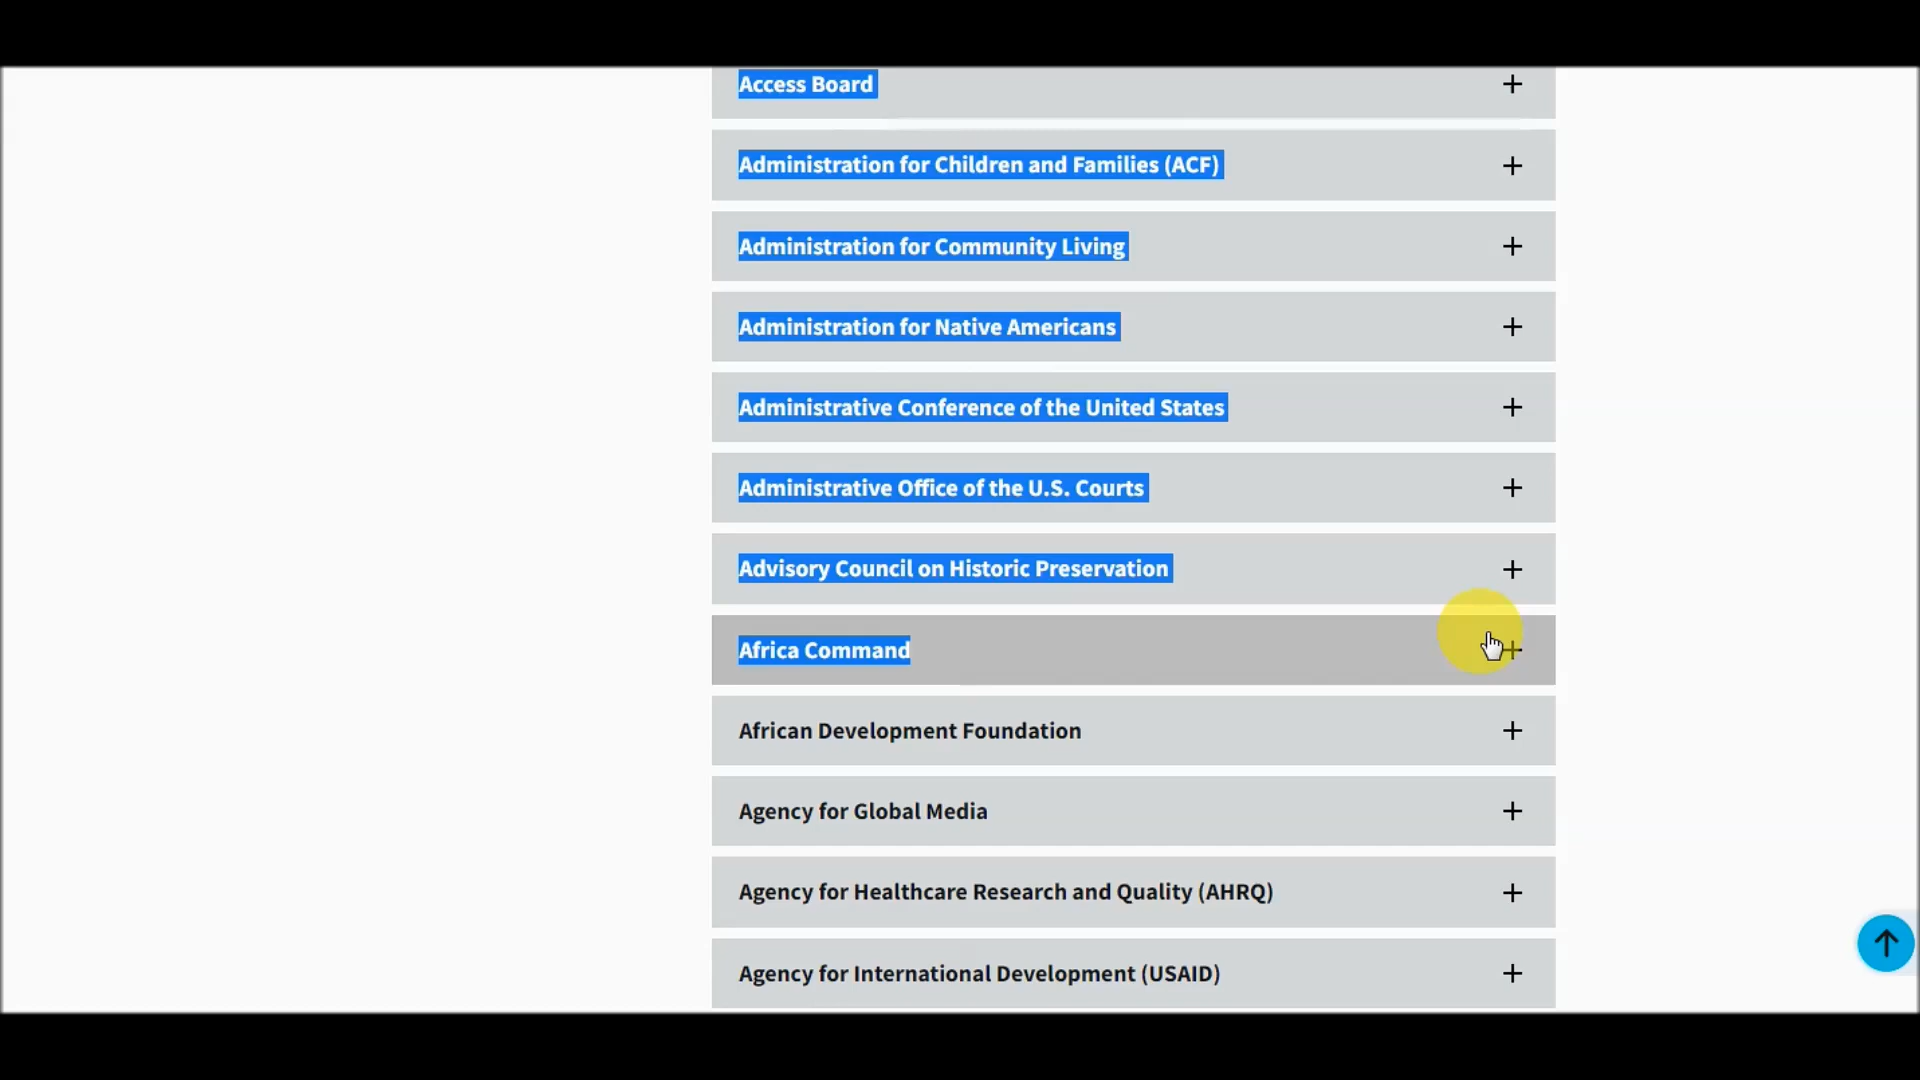 Access Board
Administration for Children and Families (ACF)
Administration for Community Living
Administration for Native Americans
Administrative Conference of the United States
Administrative Office of the U.S. Courts
Advisory Council on Historic Preservation
Africa Command
African Development Foundation
Agency for Global Media
Agency for Healthcare Research and Quality (AHRQ)
Agency for International Development (USAID)